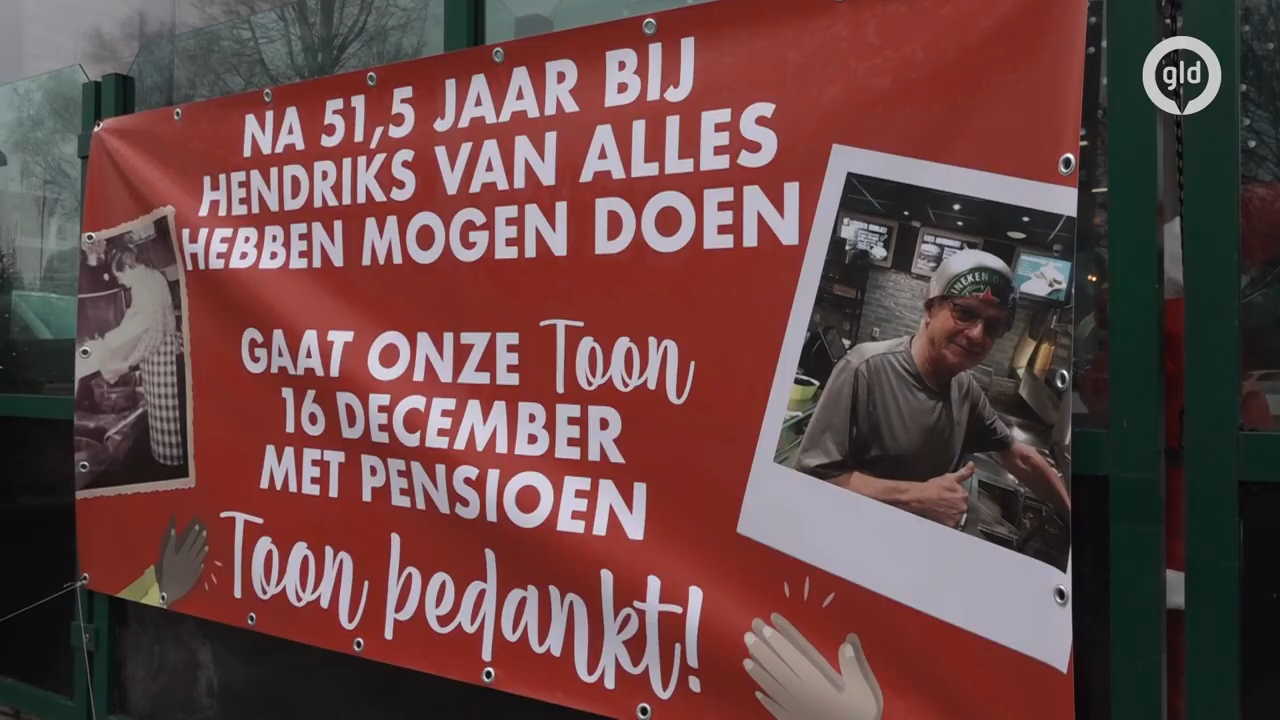 gld
NA 51,5 JAAR BIJ
HENDRIKS VAN ALLES
HEBBEN MOGEN DOEN
GAAT ONZE Toon
16 DECEMBER
MET PENSIOEN
Toon bedankt!